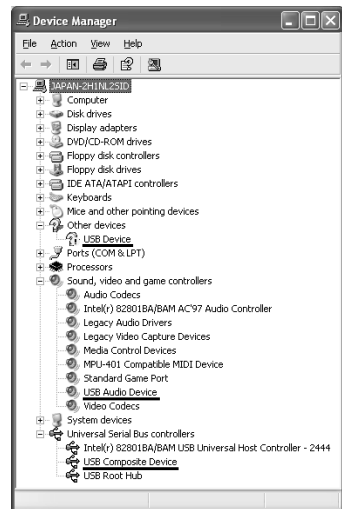 Device Manager
File Action View Help
JAPAN-2H1NL2SID
Computer
Disk drives
Display adapters
DVD/CD-ROM drives
Floppy disk controllers
Floppy disk drives
IDE ATA/ATAPI controllers
Keyboards
Mice and other pointing devices
Other devices
USB Device
Ports (COM & LPT)
Processors
Sound, video and game controllers
Audio Codecs
Intel(r) 82801BA/BAM AC'97 Audio Controller
Legacy Audio Drivers
Legacy Video Capture Devices
Media Control Devices
MPU-401 Compatible MIDI Device
Standard Game Port
USB Audio Device
Video Codecs
System devices
Universal Serial Bus controllers
Intel(r) 82801BA/BAM USB Universal Host Controller - 2444
USB Composite Device
USB Root Hub